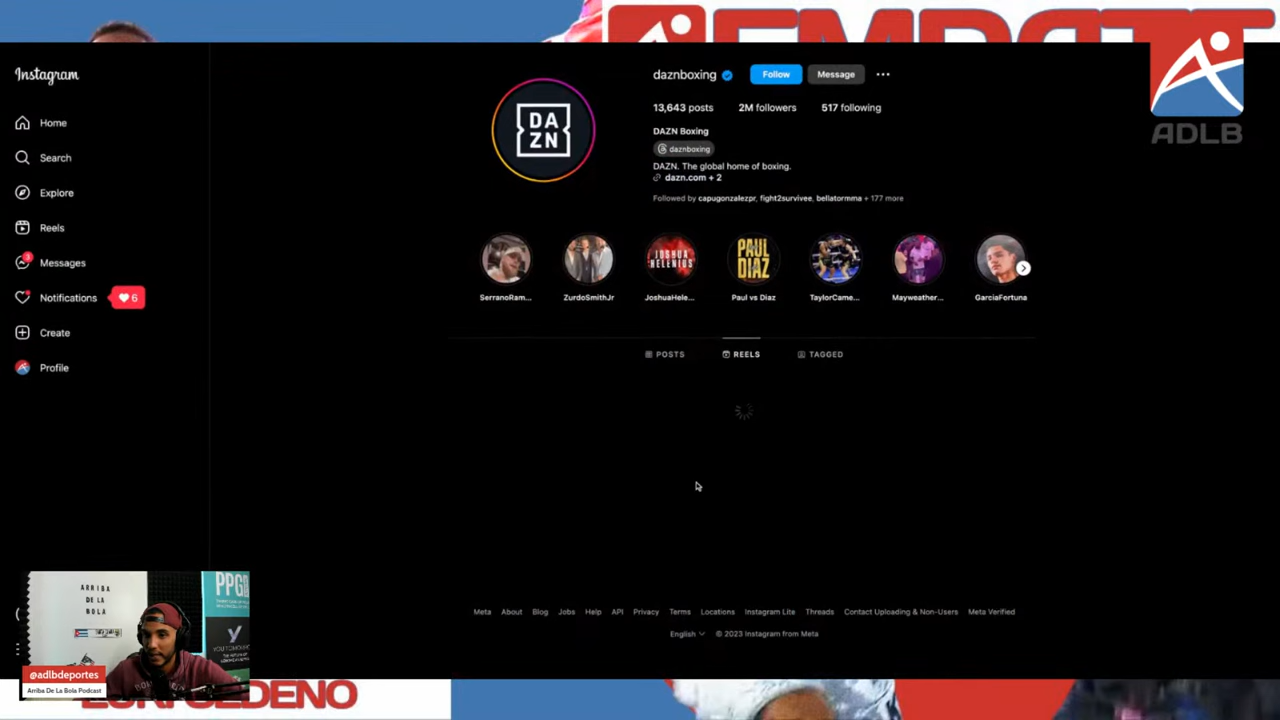 EMPATE
ADLB
Instagram
Home
Search
Explore
Reels
Messages
Notifications
6
Create
Profile
DA
ZN
daznboxing
Follow
Message
13,643 posts
2M followers
517 following
DAZN Boxing
daznboxing
DAZN. The global home of boxing.
dazn.com + 2
Followed by capugonzalezpr, fight2survivee, bellatormma + 177 more
JOSHUA
HELENIUS
PAUL
DIAZ
SerranoRam...
ZurdoSmithJr
JoshuaHele...
Paul vs Diaz
TaylorCame...
Mayweather...
GarciaFortuna
POSTS
REELS
TAGGED
Meta
About
Blog
Jobs
Help
API
Privacy
Terms
Locations
Instagram Lite
Threads
Contact Uploading & Non-Users
Meta Verified
English
© 2023 Instagram from Meta
ARRIBA
DE LA
BOLA
PPGB
@adlbdeportes
Arriba De La Bola Podcast